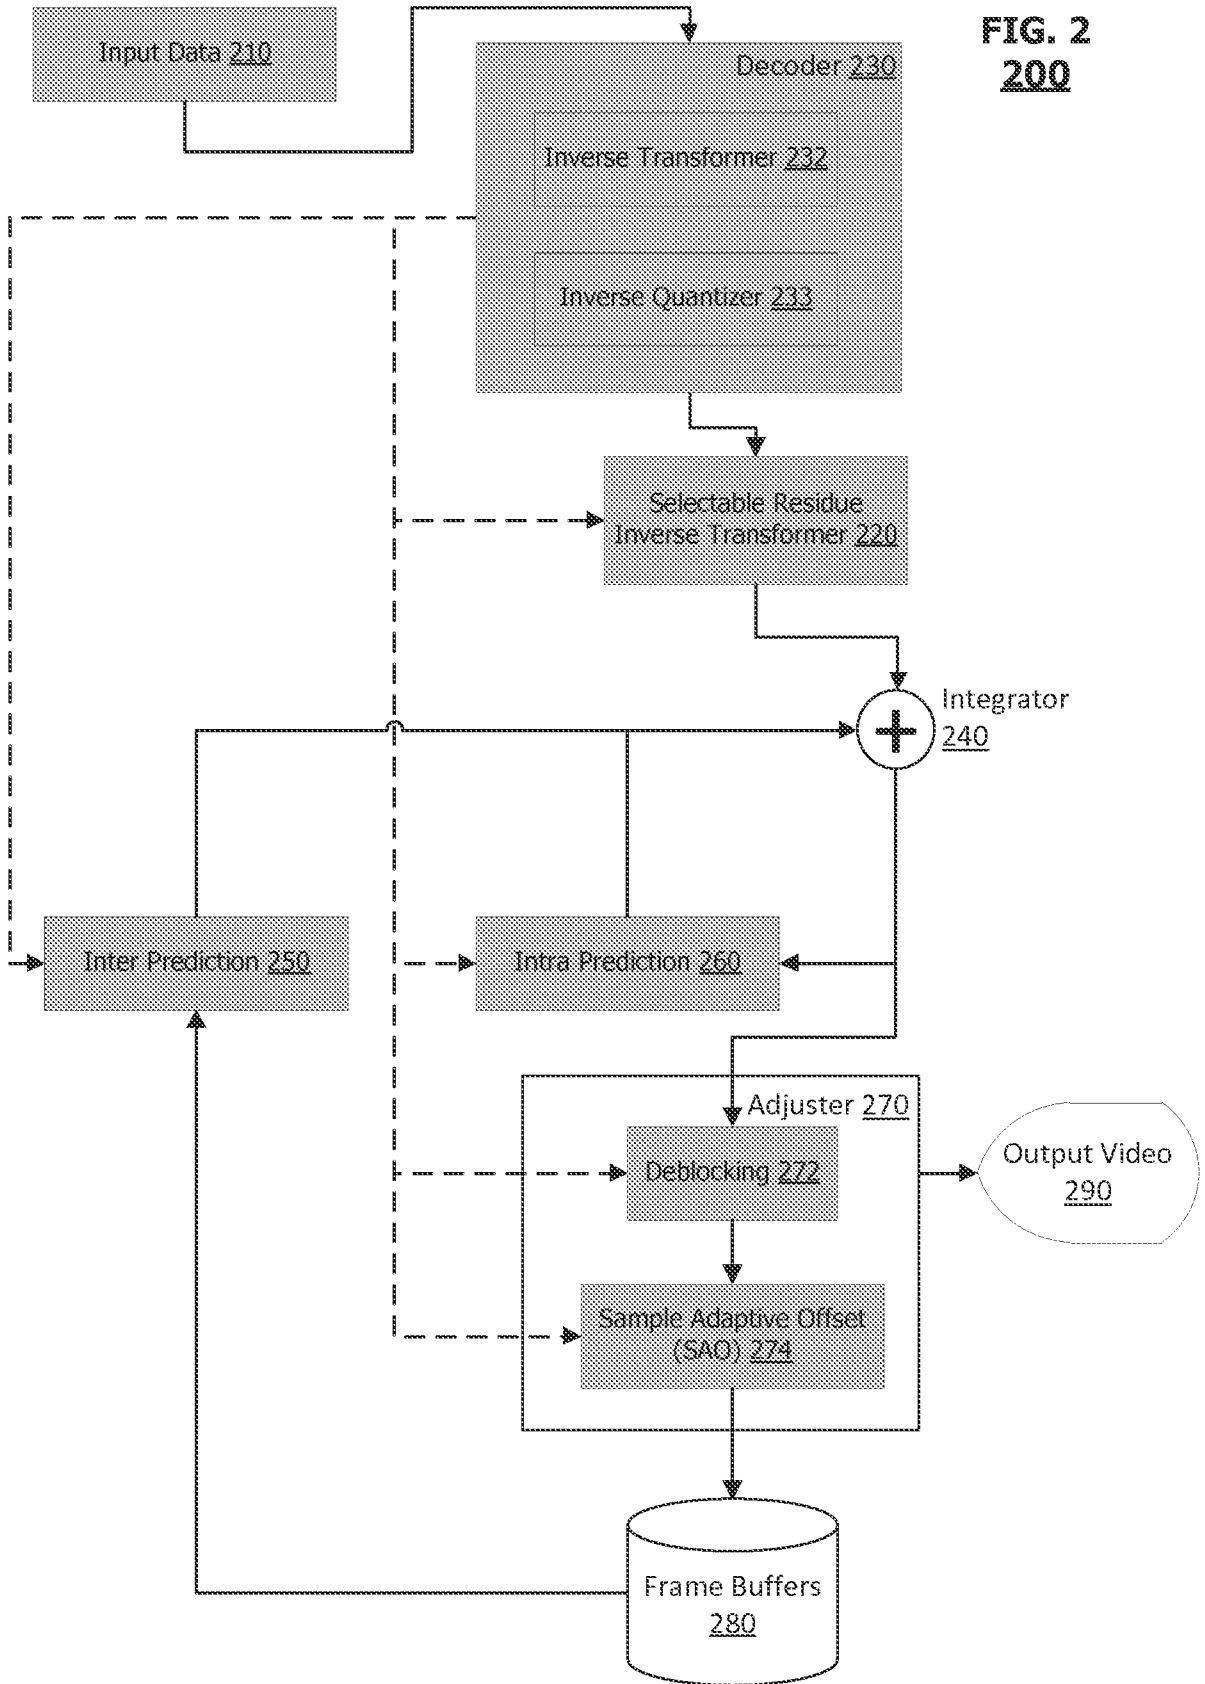 FIG. 2
200
Input Data 210
Decoder 230
Inverse Transformer 232
Inverse Quantizer 233
Selectable Residue
Inverse Transformer 220
Integrator
240
Inter Prediction 250
Intra Prediction 260
Adjuster 270
Deblocking 272
Output Video
290
Sample Adaptive Offset
(SAO) 274
Frame Buffers
280